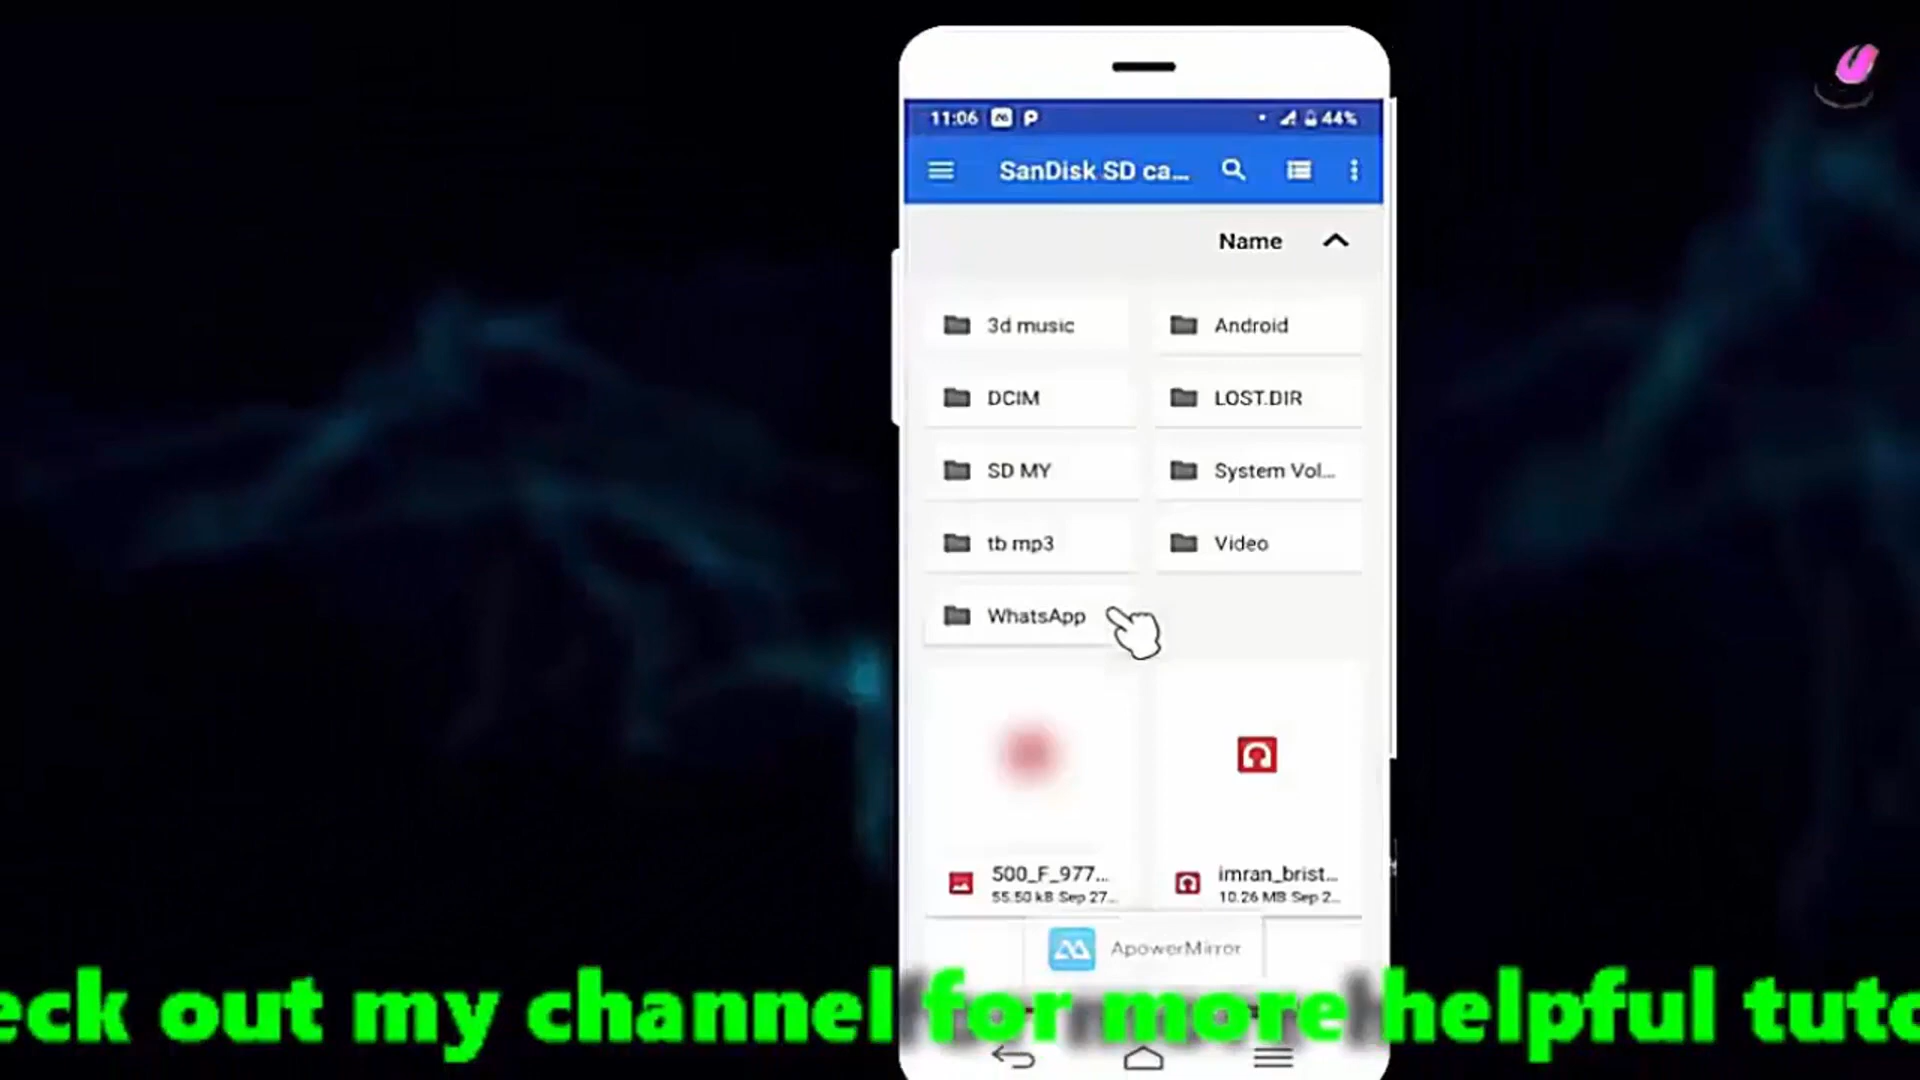 11:06 44%
SanDisk SD ca...
Name
3d music Android
DCIM LOST.DIR
SD MY System Vol...
tb mp3 Video
WhatsApp
500_F_977... imran_brist...
55.50 kB Sep 27... 10.26 MB Sep 2...
ApowerMirror
eck out my channel for more helpful tuto